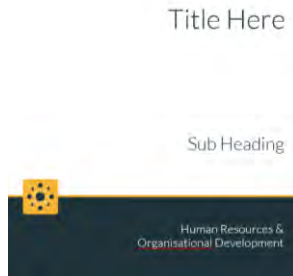 Title Here
Sub Heading
Human Resources &
Organisational Development